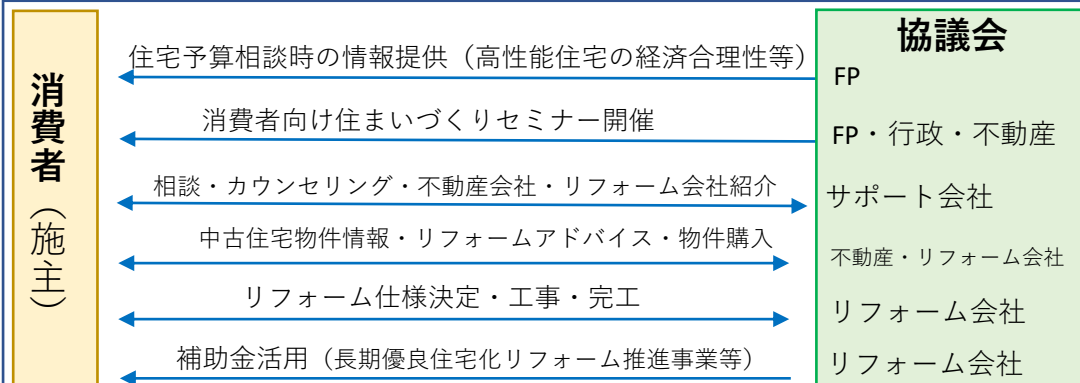 消費者（施主）
協議会
住宅予算相談時の情報提供（高性能住宅の経済合理性等）
FP
消費者向け住まいづくりセミナー開催
FP・行政・不動産
相談・カウンセリング・不動産会社・リフォーム会社紹介
サポート会社
中古住宅物件情報・リフォームアドバイス・物件購入
不動産・リフォーム会社
リフォーム仕様決定・工事・完工
リフォーム会社
補助金活用（長期優良住宅化リフォーム推進事業等）
リフォーム会社